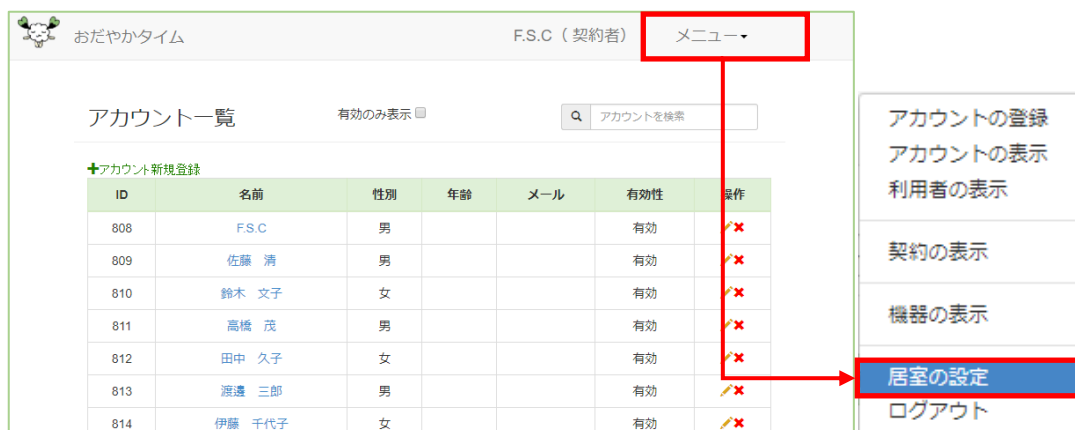 おだやかタイム F.S.C（契約者） メニュー
アカウント一覧 有効のみ表示 アカウントを検索
アカウント新規登録
ID 名前 性別 年齢 メール 有効性 操作
808 F.S.C 男 有効
809 佐藤 清 男 有効
810 鈴木 文子 女 有効
811 高橋 茂 男 有効
812 田中 久子 女 有効
813 渡邊 三郎 男 有効
814 伊藤 千代子 女 有効
アカウントの登録
アカウントの表示
利用者の表示
契約の表示
機器の表示
居室の設定
ログアウト